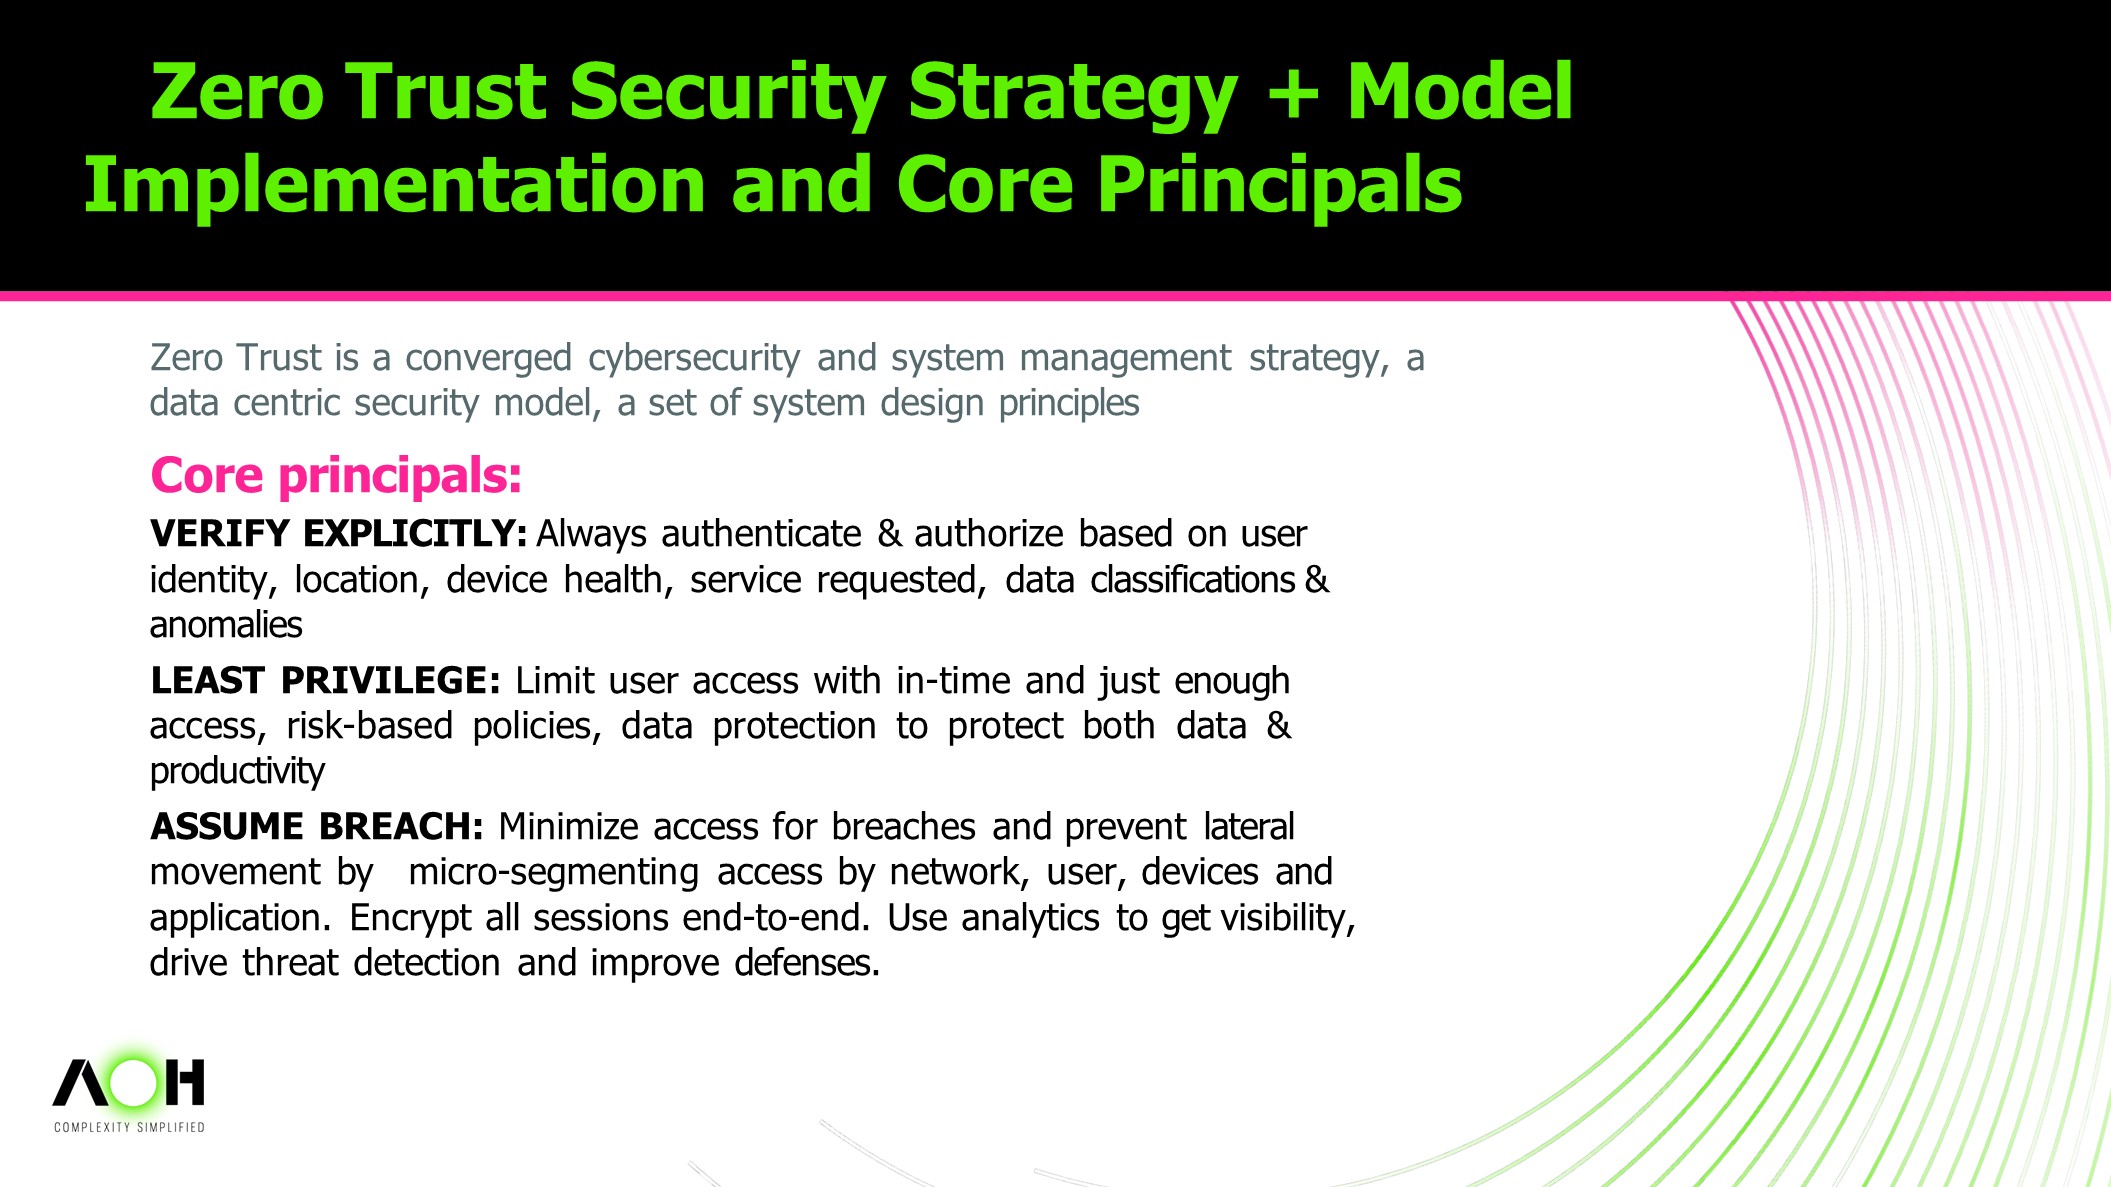 Zero Trust Security Strategy + Model
Implementation and Core Principals
Zero Trust is a converged cybersecurity and system management strategy, a
data centric security model, a set of system design principles
Core principals:
VERIFY EXPLICITLY: Always authenticate & authorize based on user
identity, location, device health, service requested, data classifications &
anomalies
LEAST PRIVILEGE: Limit user access with in-time and just enough
access, risk-based policies, data protection to protect both data &
productivity
ASSUME BREACH: Minimize access for breaches and prevent lateral
movement by micro-segmenting access by network, user, devices and
application. Encrypt all sessions end-to-end. Use analytics to get visibility,
drive threat detection and improve defenses.
AOH
COMPLEXITY SIMPLIFIED